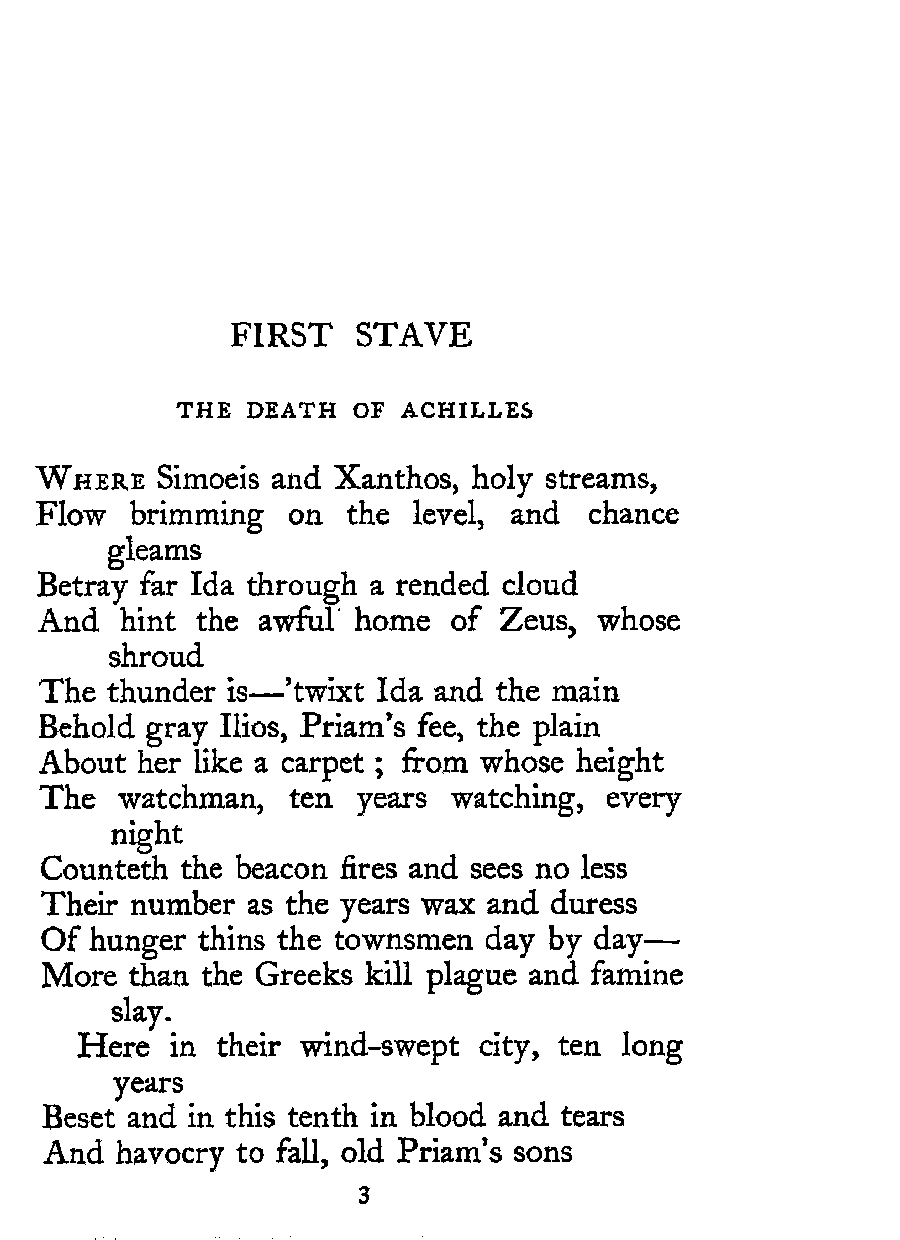 FIRST STAVE
THE DEATH OF ACHILLES
WHERE Simoeis and Xanthos, holy streams,
Flow brimming on the level, and chance
gleams
Betray far Ida through a rended cloud
And hint the awful home of Zeus, whose
shroud
The thunder is—'twixt Ida and the main
Behold gray Ilios, Priam's fee, the plain
About her like a carpet ; from whose height
The watchman, ten years watching, every
night
Counteth the beacon fires and sees no less
Their number as the years wax and duress
Of hunger thins the townsmen day by day—
More than the Greeks kill plague and famine
slay.
Here in their wind-swept city, ten long
years
Beset and in this tenth in blood and tears
And havocry to fall, old Priam's sons
3